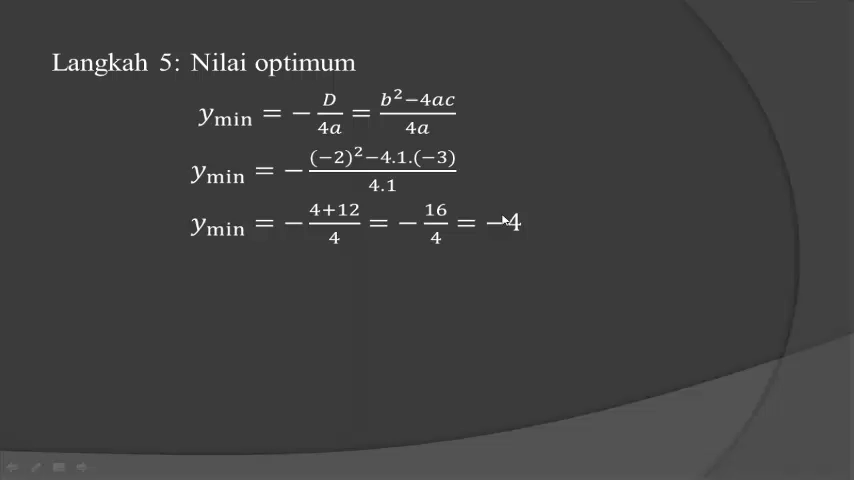 Langkah 5: Nilai optimum
y_min = −D/4a = b²−4ac/4a
y_min = −(−2)²−4.1.(−3)/4.1
y_min = −4+12/4 = −16/4 = −4